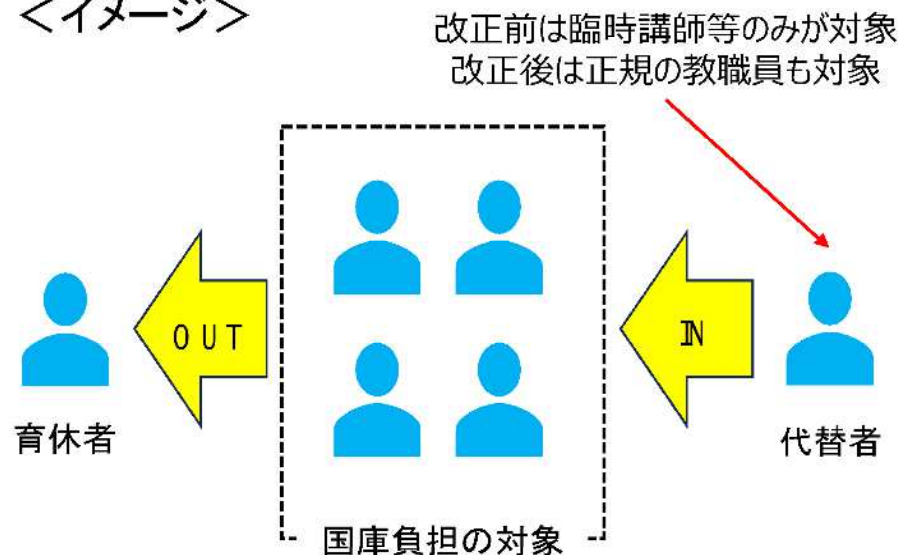 ＜イメージ＞
改正前は臨時講師等のみが対象
改正後は正規の教職員も対象
OUT
IN
育休者
代替者
国庫負担の対象